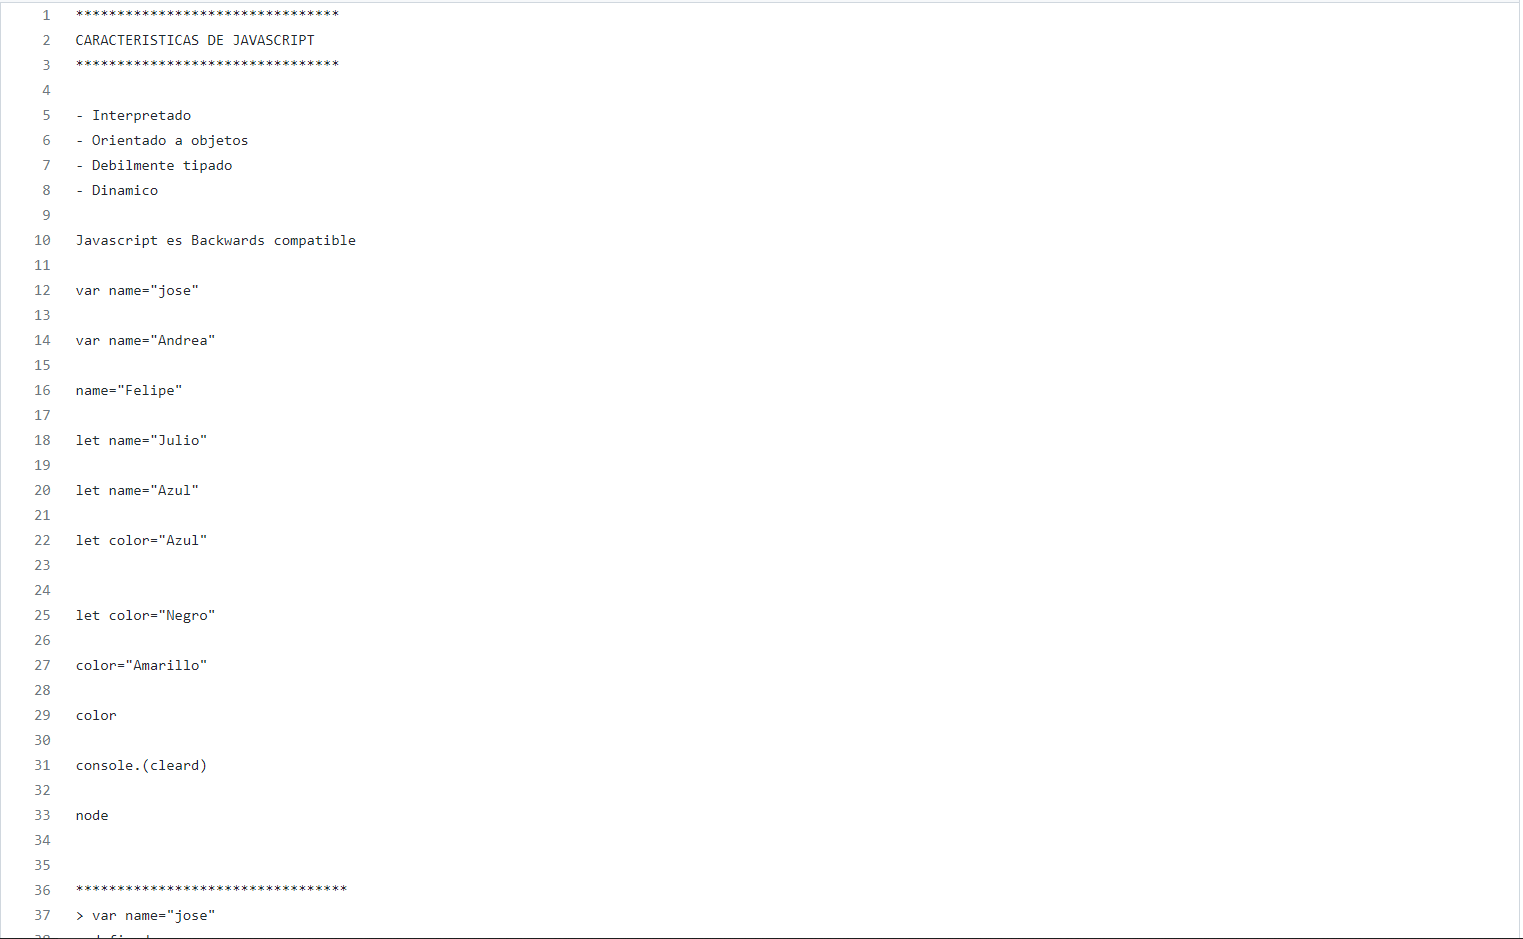 1 ********************************
2 CARACTERISTICAS DE JAVASCRIPT
3 ********************************
4
5 - Interpretado
6 - Orientado a objetos
7 - Debilmente tipado
8 - Dinamico
9
10 Javascript es Backwards compatible
11
12 var name="jose"
13
14 var name="Andrea"
15
16 name="Felipe"
17
18 let name="Julio"
19
20 let name="Azul"
21
22 let color="Azul"
23
24
25 let color="Negro"
26
27 color="Amarillo"
28
29 color
30
31 console.(cleard)
32
33 node
34
35
36 *********************************
37 > var name="jose"